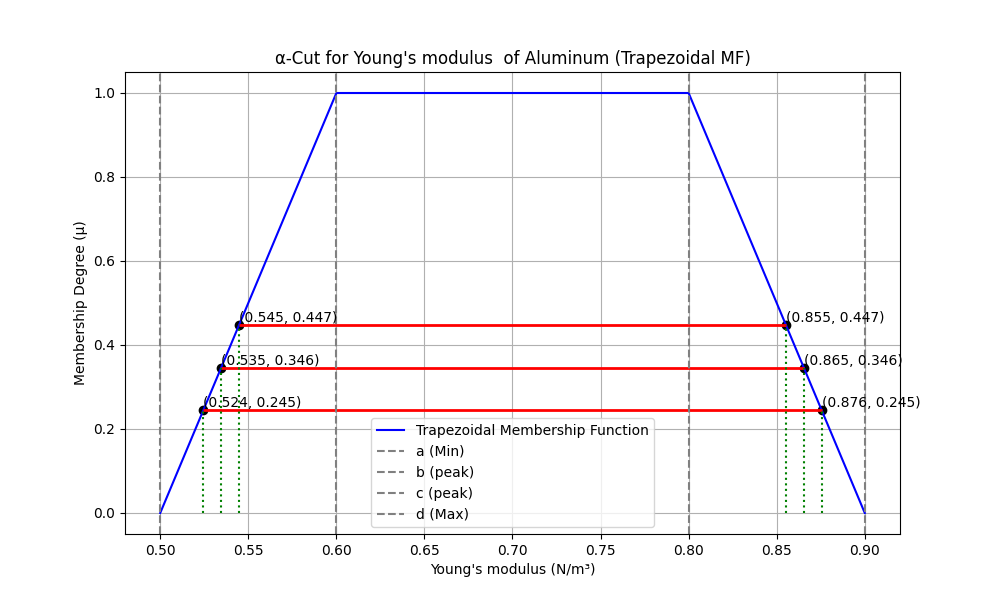 α-Cut for Young's modulus  of Aluminum (Trapezoidal MF)
Membership Degree (μ)
1.0
0.8
0.6
0.4
0.2
0.0
(0.545, 0.447)
(0.855, 0.447)
(0.535, 0.346)
(0.865, 0.346)
(0.524, 0.245)
(0.876, 0.245)
Trapezoidal Membership Function
a (Min)
b (peak)
c (peak)
d (Max)
0.50
0.55
0.60
0.65
0.70
0.75
0.80
0.85
0.90
Young's modulus (N/m³)